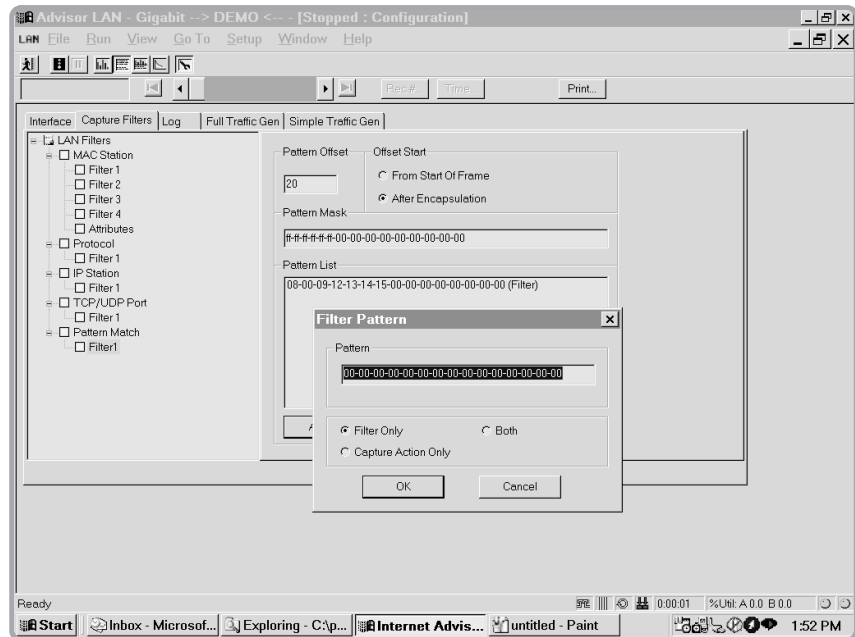 Advisor LAN - Gigabit --> DEMO <-- - [Stopped : Configuration]
LAN File Run View Go To Setup Window Help
Rec#.. Time.. Print...
Interface Capture Filters Log Full Traffic Gen Simple Traffic Gen
LAN Filters
MAC Station
Filter 1
Filter 2
Filter 3
Filter 4
Attributes
Protocol
Filter 1
IP Station
Filter 1
TCP/UDP Port
Filter 1
Pattern Match
Filter1
Pattern Offset
20
Offset Start
From Start Of Frame
After Encapsulation
Pattern Mask
ff-ff-ff-ff-ff-ff-00-00-00-00-00-00-00-00-00
Pattern List
08-00-09-12-13-14-15-00-00-00-00-00-00-00-00-00 (Filter)
Filter Pattern
Pattern
00-00-00-00-00-00-00-00-00-00-00-00-00-00-00-00
Filter Only Both
Capture Action Only
OK Cancel
Ready 0:00:01 %Util: A 0.0 B 0.0
Start Inbox - Microsof... Exploring - C:\p... Internet Advis... untitled - Paint 1:52 PM